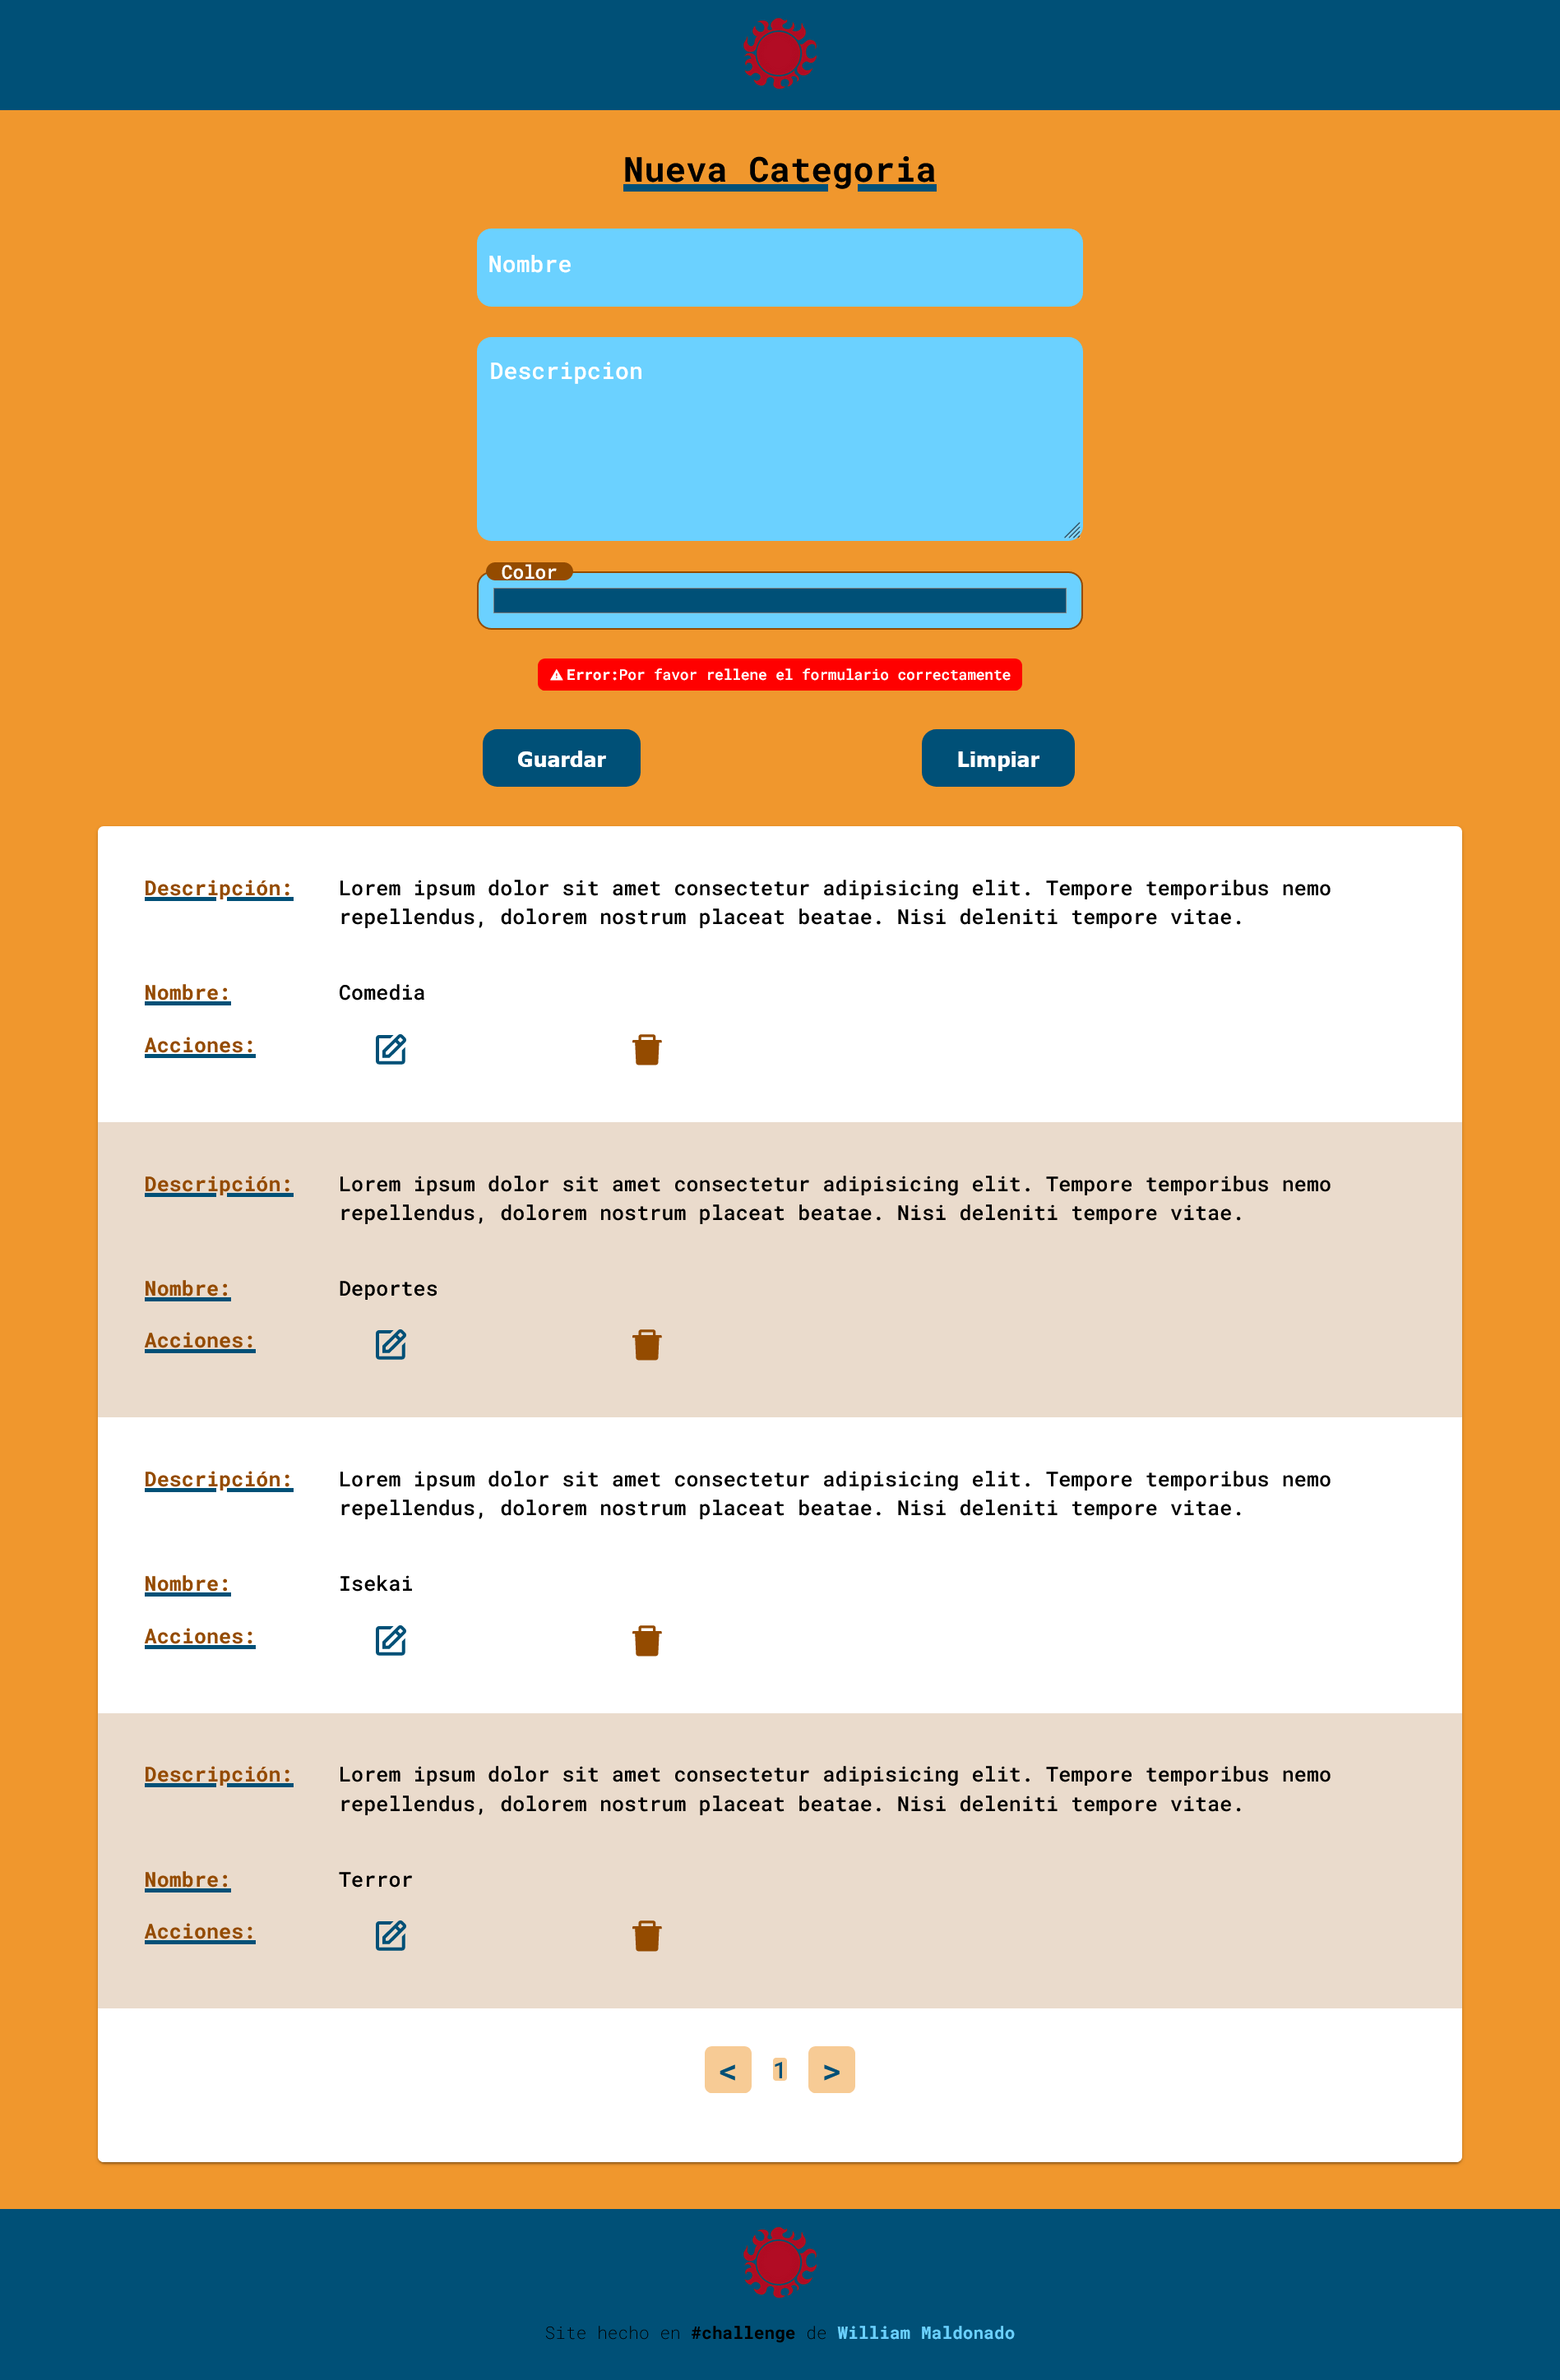 Nueva Categoria
Nombre
Descripcion
Color
Error:Por favor rellene el formulario correctamente
Guardar
Limpiar
Descripción:
Lorem ipsum dolor sit amet consectetur adipisicing elit. Tempore temporibus nemo
repellendus, dolorem nostrum placeat beatae. Nisi deleniti tempore vitae.
Nombre:
Comedia
Acciones:
Descripción:
Lorem ipsum dolor sit amet consectetur adipisicing elit. Tempore temporibus nemo
repellendus, dolorem nostrum placeat beatae. Nisi deleniti tempore vitae.
Nombre:
Deportes
Acciones:
Descripción:
Lorem ipsum dolor sit amet consectetur adipisicing elit. Tempore temporibus nemo
repellendus, dolorem nostrum placeat beatae. Nisi deleniti tempore vitae.
Nombre:
Isekai
Acciones:
Descripción:
Lorem ipsum dolor sit amet consectetur adipisicing elit. Tempore temporibus nemo
repellendus, dolorem nostrum placeat beatae. Nisi deleniti tempore vitae.
Nombre:
Terror
Acciones:
< 1 >
Site hecho en #challenge de William Maldonado